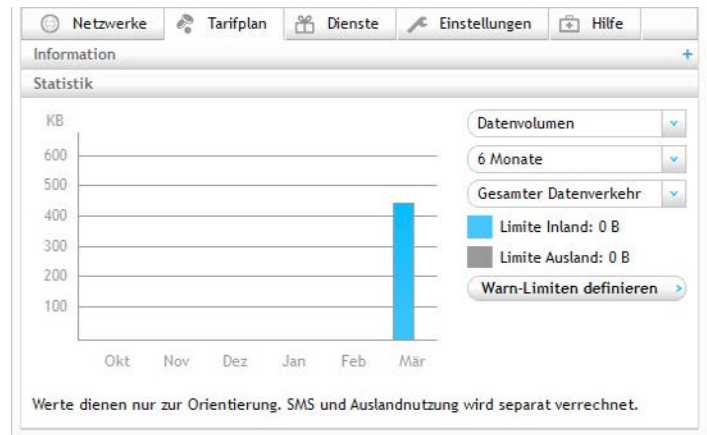 Netzwerke Tarifplan Dienste Einstellungen Hilfe
Information +
Statistik
KB
600
500
400
300
200
100
Okt Nov Dez Jan Feb Mär
Datenvolumen
6 Monate
Gesamter Datenverkehr
Limite Inland: 0 B
Limite Ausland: 0 B
Warn-Limiten definieren
Werte dienen nur zur Orientierung. SMS und Auslandnutzung wird separat verrechnet.